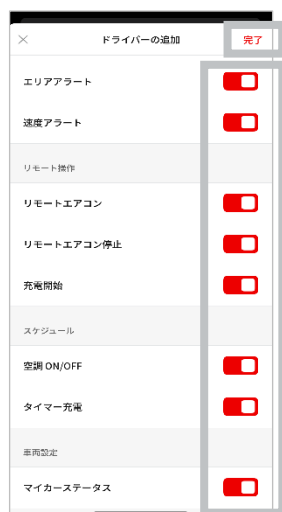 ドライバーの追加 完了
エリアアラート
速度アラート
リモート操作
リモートエアコン
リモートエアコン停止
充電開始
スケジュール
空調 ON/OFF
タイマー充電
車両設定
マイカーステータス